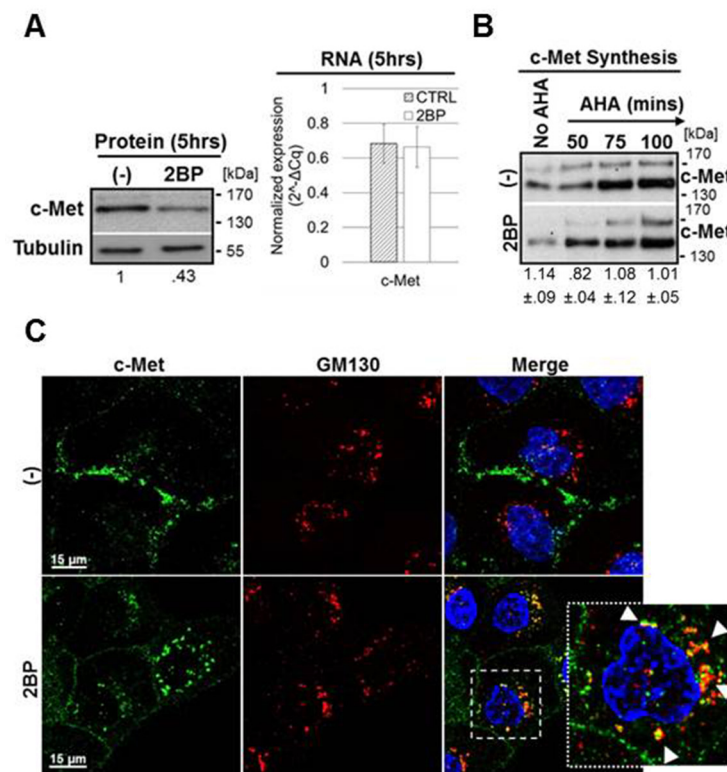 A
Protein (5hrs)
(-) 2BP [kDa]
c-Met
- 170
- 130
Tubulin
- 55
1 .43
RNA (5hrs)
Normalized expression
(2^-ΔCq)
1
0.8
0.6
0.4
0.2
0
CTRL
2BP
c-Met
B
c-Met Synthesis
No AHA
AHA (mins)
50 75 100 [kDa]
170
(-)
c-Met
- 130
170
2BP
c-Met
130
1.14 .82 1.08 1.01
±.09 ±.04 ±.12 ±.05
C
c-Met GM130 Merge
(-)
15 µm
2BP
15 µm